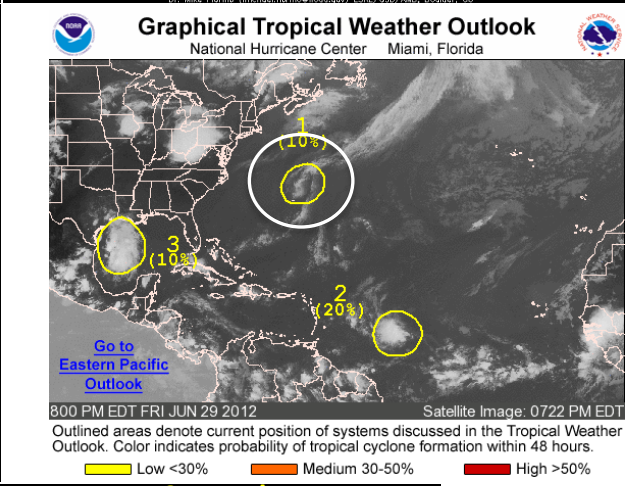 Graphical Tropical Weather Outlook
National Hurricane Center Miami, Florida
NOAA
1
(10%)
3
(10%)
2
(20%)
Go to
Eastern Pacific
Outlook
800 PM EDT FRI JUN 29 2012 Satellite Image: 0722 PM EDT
Outlined areas denote current position of systems discussed in the Tropical Weather
Outlook. Color indicates probability of tropical cyclone formation within 48 hours.
Low <30% Medium 30-50% High >50%